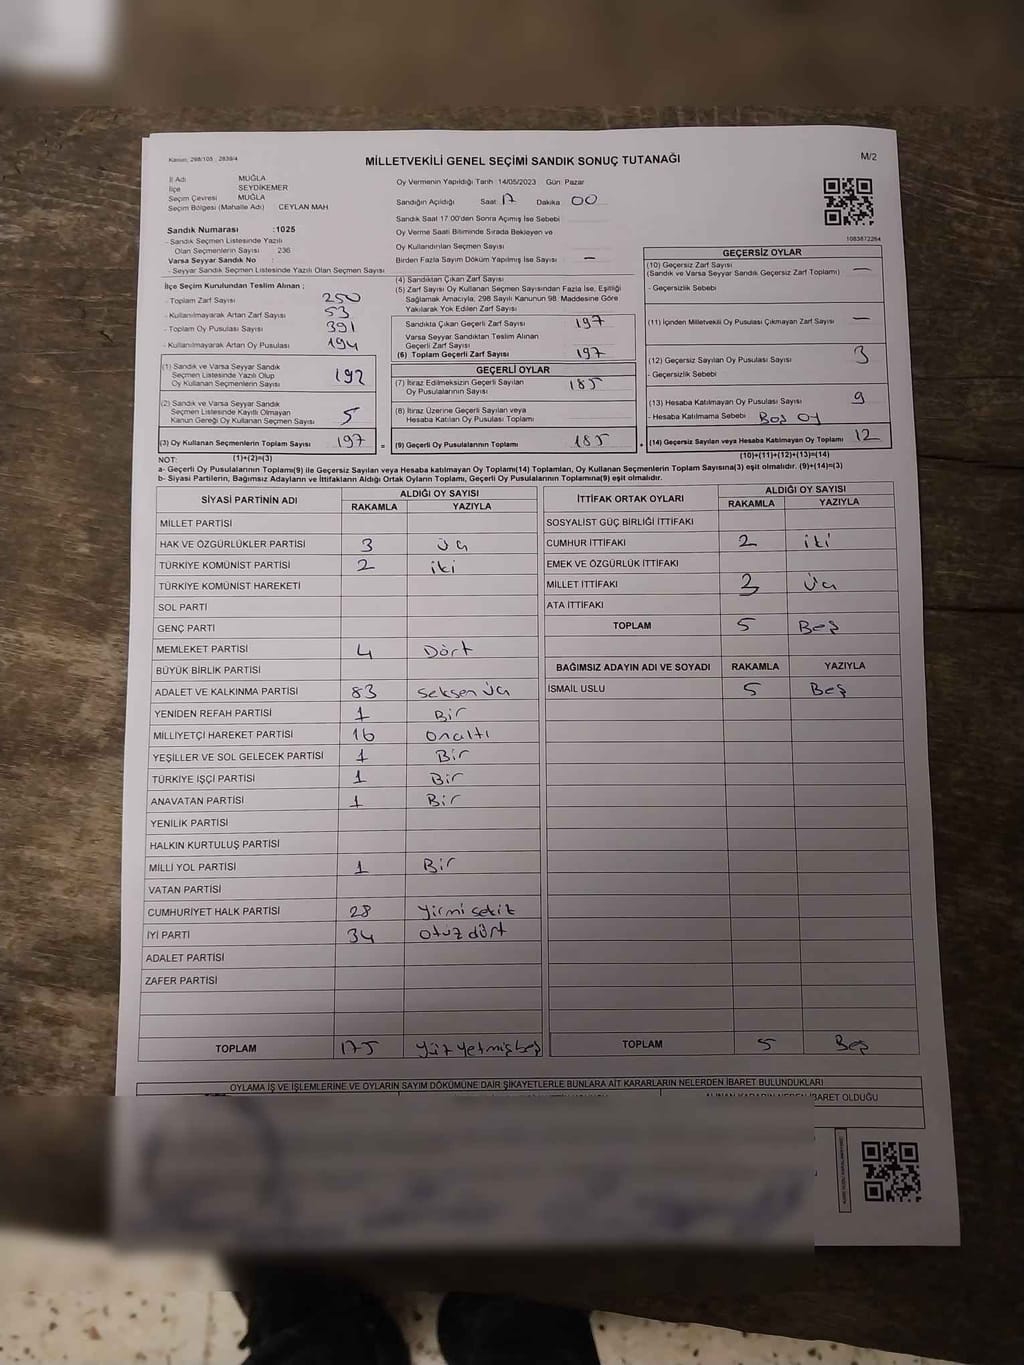 Kanun: 298/105 , 2839/4
MİLLETVEKİLİ GENEL SEÇİMİ SANDIK SONUÇ TUTANAĞI
M/2
İl Adı MUĞLA
İlçe SEYDİKEMER
Seçim Çevresi MUĞLA
Seçim Bölgesi (Mahalle Adı) CEYLAN MAH
Sandık Numarası :1025
- Sandık Seçmen Listesinde Yazılı
Olan Seçmenlerin Sayısı : 236
Varsa Seyyar Sandık No :
- Seyyar Sandık Seçmen Listesinde Yazılı Olan Seçmen Sayısı
Oy Vermenin Yapıldığı Tarih :14/05/2023 Gün: Pazar
Sandığın Açıldığı Saat: 17 Dakika 00
Sandık Saat 17.00'den Sonra Açımış İse Sebebi
Oy Verme Saati Bitiminde Sırada Bekleyen ve
Oy Kullandırılan Seçmen Sayısı
Birden Fazla Sayım Döküm Yapılmış İse Sayısı —
1083872264
İlçe Seçim Kurulundan Teslim Alınan ;
- Toplam Zarf Sayısı 250
- Kullanılmayarak Artan Zarf Sayısı 53
- Toplam Oy Pusulası Sayısı 391
- Kullanılmayarak Artan Oy Pusulası 194
(1) Sandık ve Varsa Seyyar Sandık
Seçmen Listesinde Yazılı Olup
Oy Kullanan Seçmenlerin Sayısı 192
(2) Sandık ve Varsa Seyyar Sandık
Seçmen Listesinde Kayıtlı Olmayan
Kanun Gereği Oy Kullanan Seçmen Sayısı 5
(3) Oy Kullanan Seçmenlerin Toplam Sayısı 197 =
(1)+(2)=(3)
(4) Sandıktan Çıkan Zarf Sayısı
(5) Zarf Sayısı Oy Kullanan Seçmen Sayısından Fazla İse, Eşitliği
Sağlamak Amacıyla, 298 Sayılı Kanunun 98. Maddesine Göre
Yakılarak Yok Edilen Zarf Sayısı
Sandıkta Çıkan Geçerli Zarf Sayısı 197
Varsa Seyyar Sandıktan Teslim Alınan
Geçerli Zarf Sayısı
(6) Toplam Geçerli Zarf Sayısı 197
GEÇERLİ OYLAR
(7) İtiraz Edilmeksizin Geçerli Sayılan
Oy Pusulalarının Sayısı 185
(8) İtiraz Üzerine Geçerli Sayılan veya
Hesaba Katılan Oy Pusulası Toplamı
(9) Geçerli Oy Pusulalarının Toplamı 185
GEÇERSİZ OYLAR
(10) Geçersiz Zarf Sayısı
(Sandık ve Varsa Seyyar Sandık Geçersiz Zarf Toplamı) —
- Geçersizlik Sebebi
(11) İçinden Milletvekili Oy Pusulası Çıkmayan Zarf Sayısı —
(12) Geçersiz Sayılan Oy Pusulası Sayısı 3
- Geçersizlik Sebebi
(13) Hesaba Katılmayan Oy Pusulası Sayısı 9
- Hesaba Katılmama Sebebi Boş oy
(14) Geçersiz Sayılan veya Hesaba Katılmayan Oy Toplamı 12
(10)+(11)+(12)+(13)=(14)
NOT:
a- Geçerli Oy Pusulalarının Toplamı(9) ile Geçersiz Sayılan veya Hesaba katılmayan Oy Toplamı(14) Toplamları, Oy Kullanan Seçmenlerin Toplam Sayısına(3) eşit olmalıdır. (9)+(14)=(3)
b- Siyasi Partilerin, Bağımsız Adayların ve İttifakların Aldığı Ortak Oyların Toplamı, Geçerli Oy Pusulalarının Toplamına(9) eşit olmalıdır.
SİYASİ PARTİNİN ADI ALDIĞI OY SAYISI
RAKAMLA YAZIYLA
MİLLET PARTİSİ
HAK VE ÖZGÜRLÜKLER PARTİSİ 3 üç
TÜRKİYE KOMÜNİST PARTİSİ 2 iki
TÜRKİYE KOMÜNİST HAREKETİ
SOL PARTİ
GENÇ PARTİ
MEMLEKET PARTİSİ 4 Dört
BÜYÜK BİRLİK PARTİSİ
ADALET VE KALKINMA PARTİSİ 83 seksen üç
YENİDEN REFAH PARTİSİ 1 Bir
MİLLİYETÇİ HAREKET PARTİSİ 16 onaltı
YEŞİLLER VE SOL GELECEK PARTİSİ 1 Bir
TÜRKİYE İŞÇİ PARTİSİ 1 Bir
ANAVATAN PARTİSİ 1 Bir
YENİLİK PARTİSİ
HALKIN KURTULUŞ PARTİSİ
MİLLİ YOL PARTİSİ 1 Bir
VATAN PARTİSİ
CUMHURİYET HALK PARTİSİ 28 yirmi sekiz
İYİ PARTİ 34 otuz dört
ADALET PARTİSİ
ZAFER PARTİSİ
TOPLAM 175 yüz yetmişbeş
İTTİFAK ORTAK OYLARI ALDIĞI OY SAYISI
RAKAMLA YAZIYLA
SOSYALİST GÜÇ BİRLİĞİ İTTİFAKI
CUMHUR İTTİFAKI 2 iki
EMEK VE ÖZGÜRLÜK İTTİFAKI
MİLLET İTTİFAKI 3 üç
ATA İTTİFAKI
TOPLAM 5 Beş
BAĞIMSIZ ADAYIN ADI VE SOYADI RAKAMLA YAZIYLA
İSMAİL USLU 5 Beş
TOPLAM 5 Beş
OYLAMA İŞ VE İŞLEMLERİNE VE OYLARIN SAYIM DÖKÜMÜNE DAİR ŞİKAYETLERLE BUNLARA AİT KARARLARIN NELERDEN İBARET BULUNDUKLARI
ALINAN KARARIN NEDEN İBARET OLDUĞU